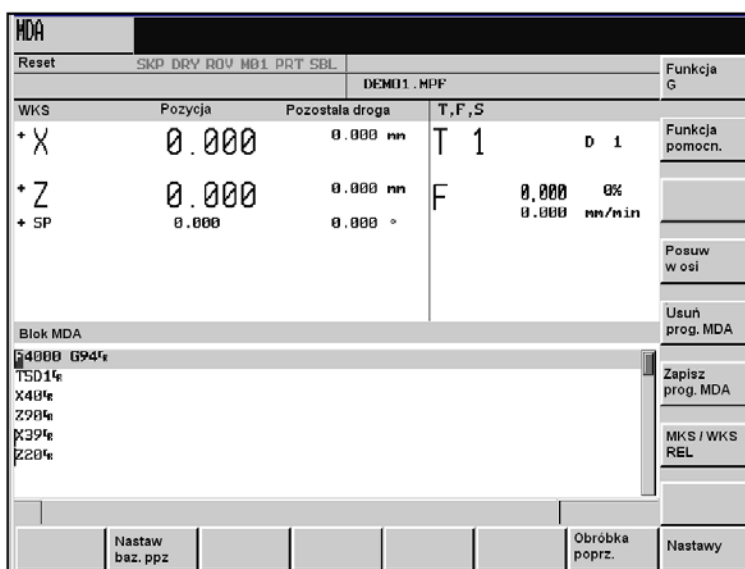 MDA
Reset SKP DRY ROV M01 PRT SBL
DEMO1.MPF
WKS Pozycja Pozostała droga T,F,S
+ X 0.000 0.000 mm T 1 D 1
+ Z 0.000 0.000 mm F 0,000 0%
0.000 mm/min
+ SP 0.000 0.000 °
Blok MDA
F4000 G94␊
T5D1␊
X40␊
Z90␊
X39␊
Z20␊
Funkcja
G
Funkcja
pomocn.
Posuw
w osi
Usuń
prog. MDA
Zapisz
prog. MDA
MKS / WKS
REL
Nastaw
baz. ppz
Obróbka
poprz.
Nastawy